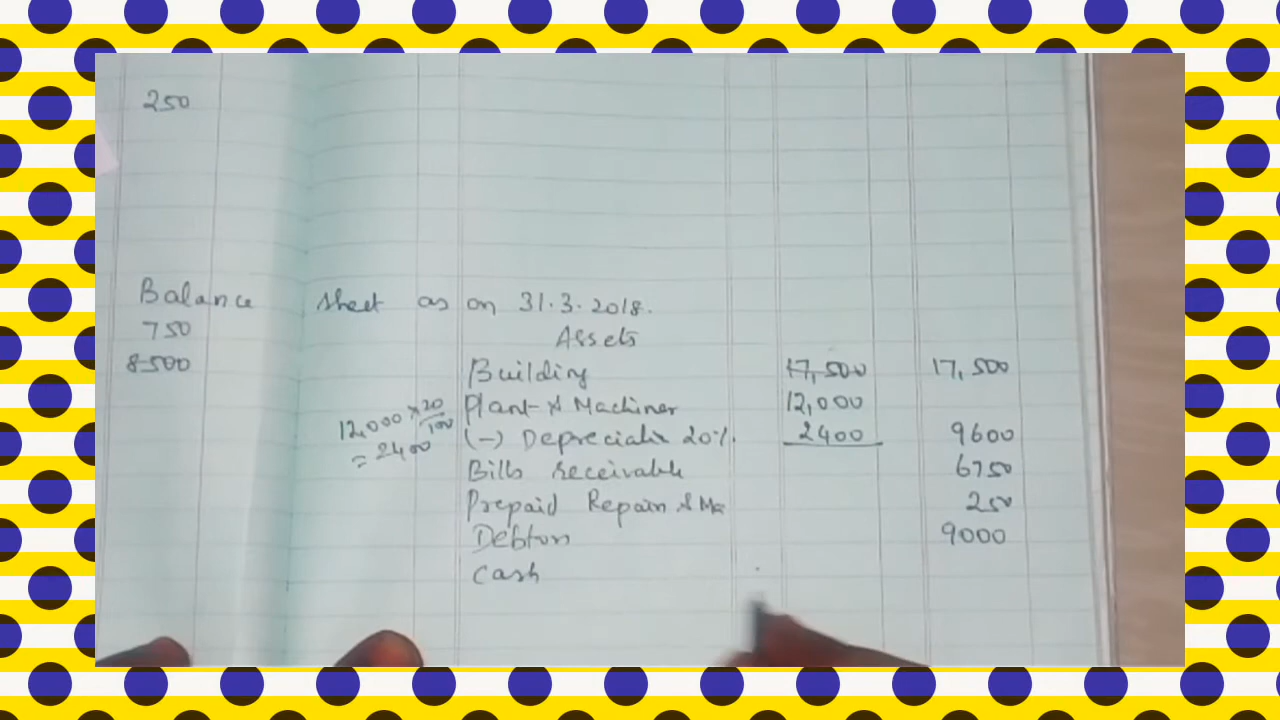 250
Balance sheet as on 31.3.2018.
750 Assets
8500 Building 17,500 17,500
12,000 × 20/100 Plant & Machiner 12,000
= 2400 (-) Depreciatn 20%. 2400 9600
Bills receivable 6750
Prepaid Repair & Ma 250
Debtors 9000
Cash